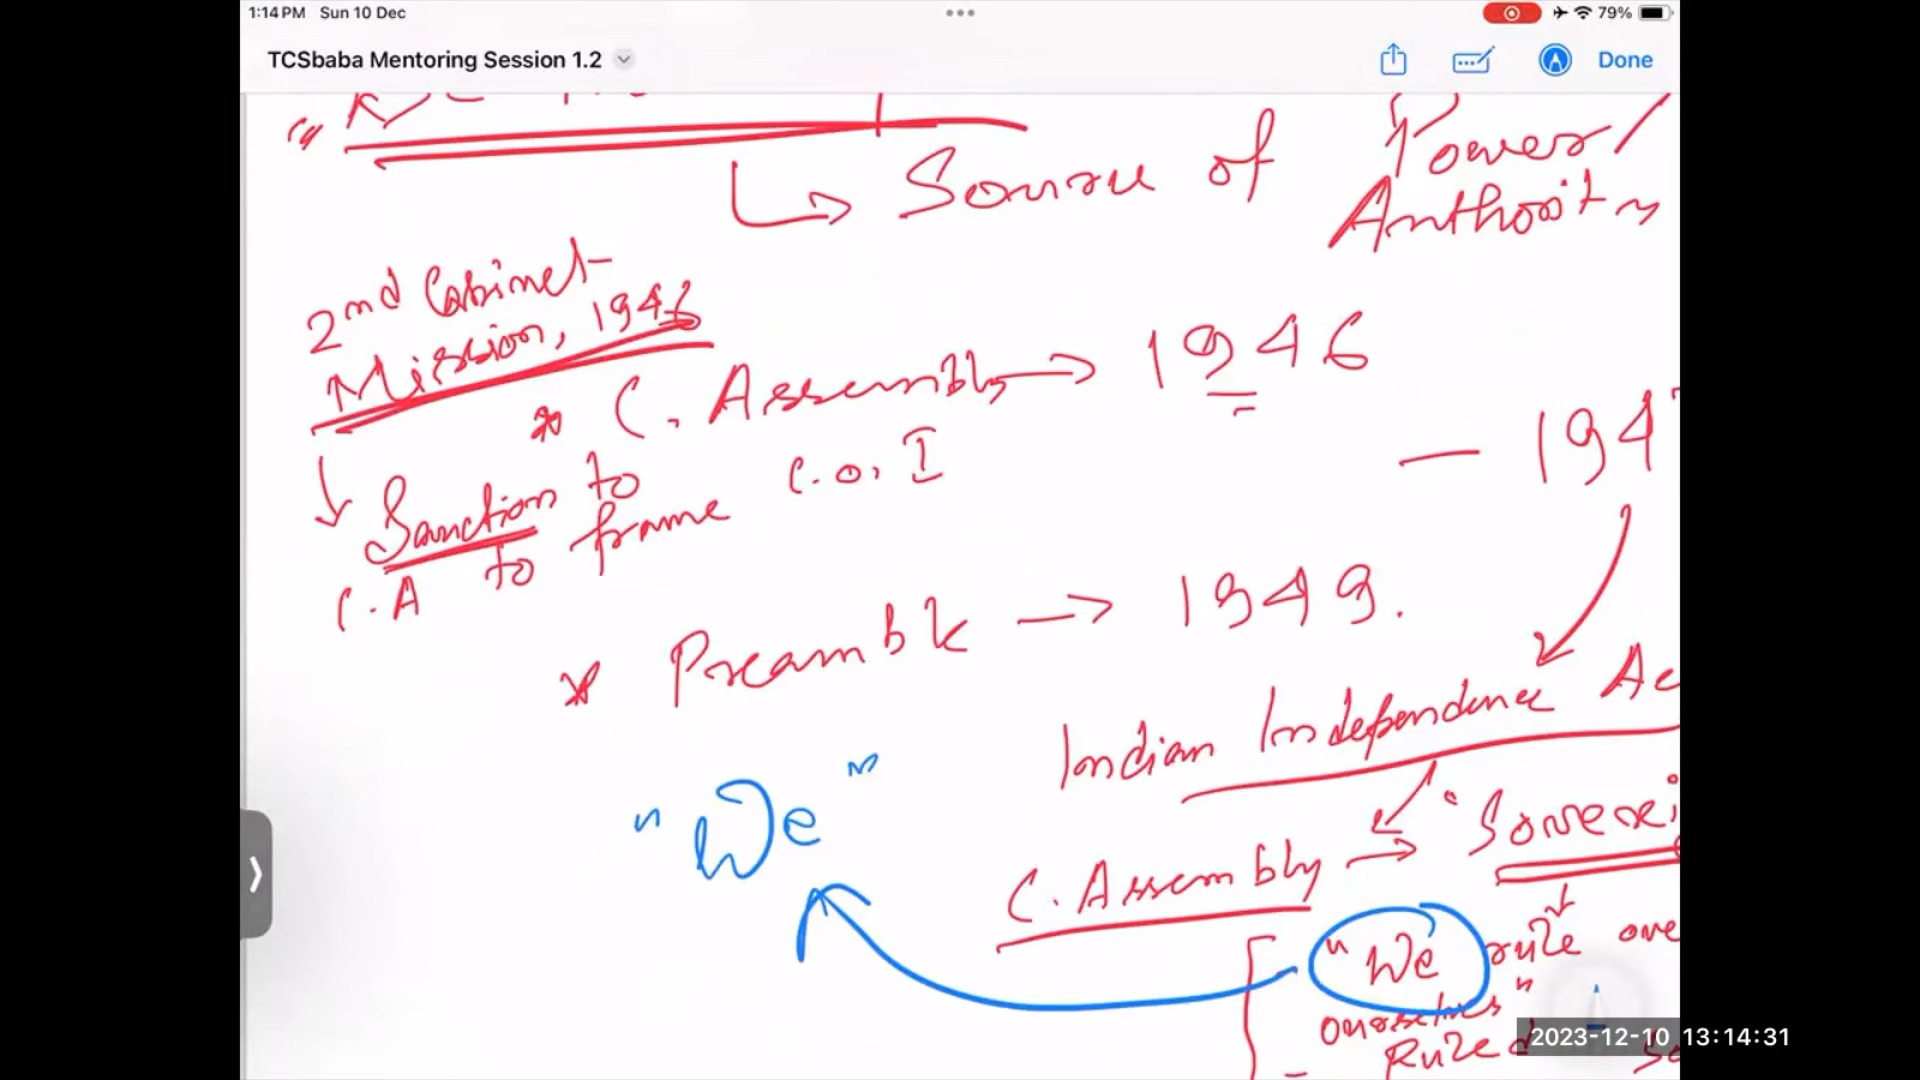 1:14 PM Sun 10 Dec
79%
TCSbaba Mentoring Session 1.2
Done
Source of Power/
Authority
2nd Cabinet
Mission, 1946
* C. Assembly → 1946
— 194
↓ Sanction to C.O.I
C.A to frame
* Preamble → 1949.
Indian Independence Ac
"We"
C. Assembly → "Soverei
"We rule ove
ourselves"
Ruled
2023-12-10 13:14:31